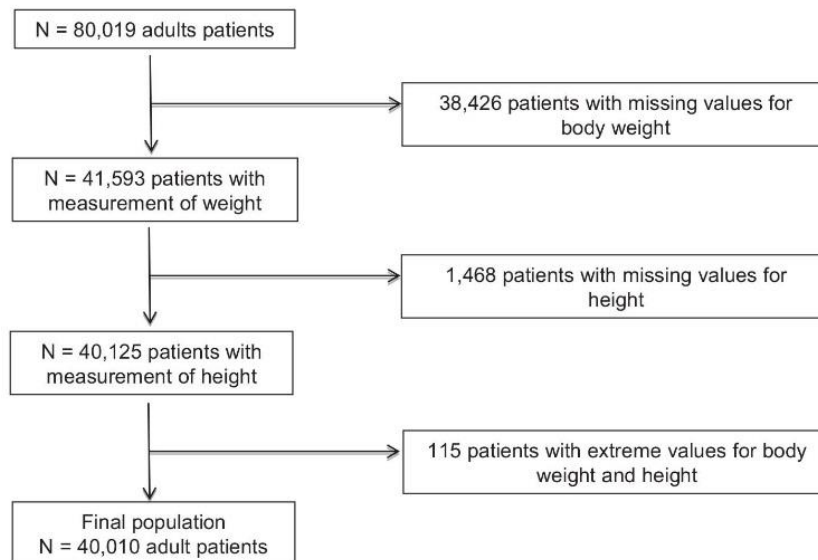 N = 80,019 adults patients
38,426 patients with missing values for
body weight
N = 41,593 patients with
measurement of weight
1,468 patients with missing values for
height
N = 40,125 patients with
measurement of height
115 patients with extreme values for body
weight and height
Final population
N = 40,010 adult patients